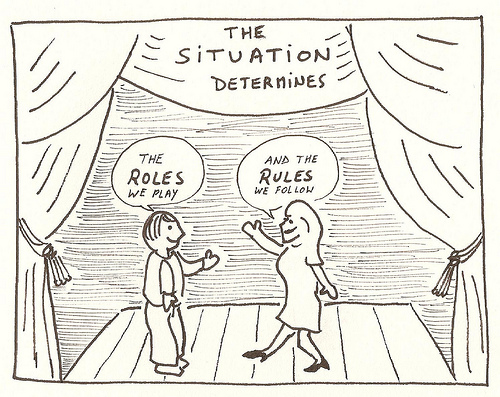 THE
SITUATION
DETERMINES
THE
ROLES
WE PLAY
AND THE
RULES
WE FOLLOW